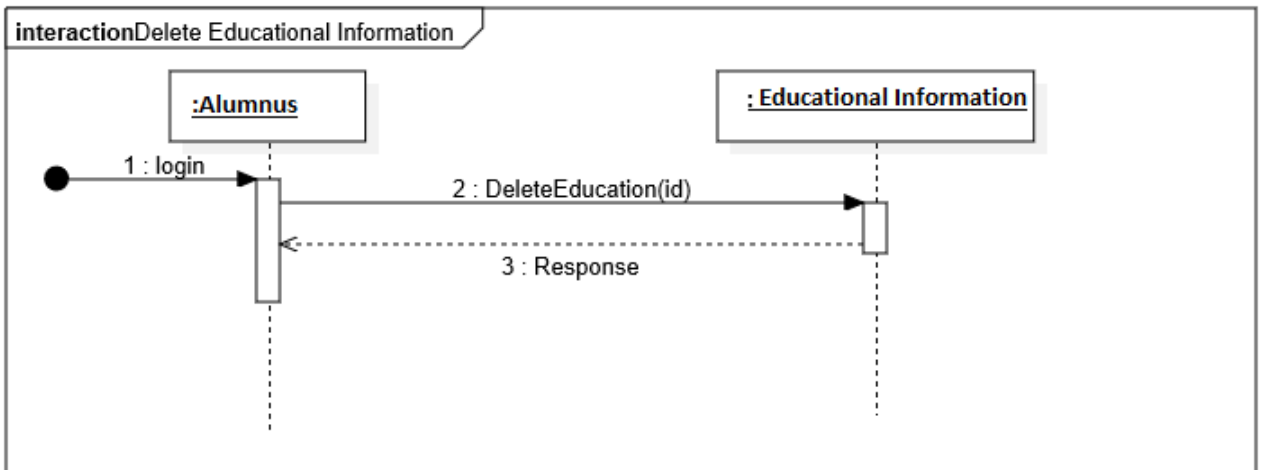 interactionDelete Educational Information
:Alumnus
: Educational Information
1 : login
2 : DeleteEducation(id)
3 : Response